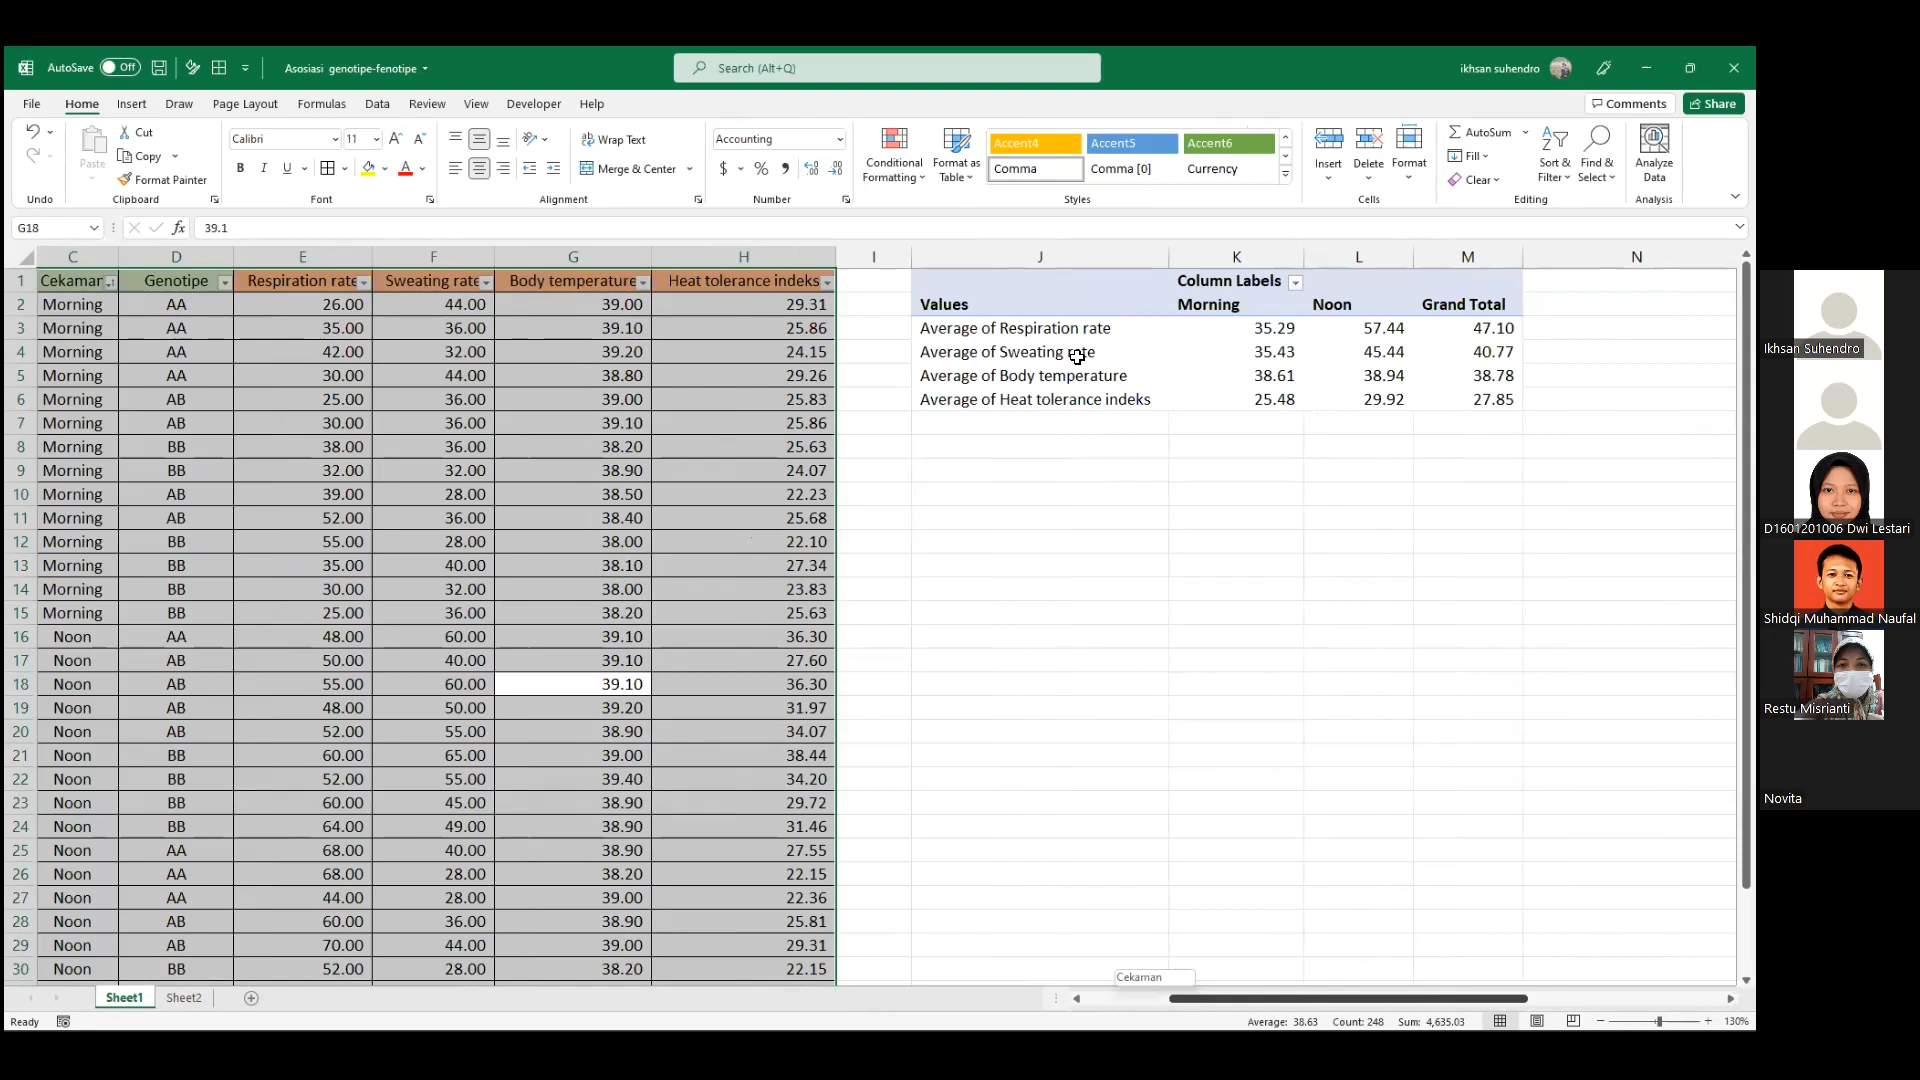 AutoSave Off Asosiasi genotipe-fenotipe Search (Alt+Q) ikhsan suhendro
File Home Insert Draw Page Layout Formulas Data Review View Developer Help Comments Share
Cut Calibri 11 Wrap Text Accounting Accent4 Accent5 Accent6 AutoSum
Paste Copy Conditional Formatting Format as Table Insert Delete Format Fill Sort & Filter Find & Select Analyze Data
Format Painter B I U Merge & Center $ % Comma Comma [0] Currency Clear
Undo Clipboard Font Alignment Number Styles Cells Editing Analysis
G18 fx 39.1
C D E F G H I J K L M N
1 Cekaman Genotipe Respiration rate Sweating rate Body temperature Heat tolerance indeks Column Labels
2 Morning AA 26.00 44.00 39.00 29.31 Values Morning Noon Grand Total
3 Morning AA 35.00 36.00 39.10 25.86 Average of Respiration rate 35.29 57.44 47.10
4 Morning AA 42.00 32.00 39.20 24.15 Average of Sweating rate 35.43 45.44 40.77
5 Morning AA 30.00 44.00 38.80 29.26 Average of Body temperature 38.61 38.94 38.78
6 Morning AB 25.00 36.00 39.00 25.83 Average of Heat tolerance indeks 25.48 29.92 27.85
7 Morning AB 30.00 36.00 39.10 25.86
8 Morning BB 38.00 36.00 38.20 25.63
9 Morning BB 32.00 32.00 38.90 24.07
10 Morning AB 39.00 28.00 38.50 22.23
11 Morning AB 52.00 36.00 38.40 25.68
12 Morning BB 55.00 28.00 38.00 22.10
13 Morning BB 35.00 40.00 38.10 27.34
14 Morning BB 30.00 32.00 38.00 23.83
15 Morning BB 25.00 36.00 38.20 25.63
16 Noon AA 48.00 60.00 39.10 36.30
17 Noon AB 50.00 40.00 39.10 27.60
18 Noon AB 55.00 60.00 39.10 36.30
19 Noon AB 48.00 50.00 39.20 31.97
20 Noon AB 52.00 55.00 38.90 34.07
21 Noon BB 60.00 65.00 39.00 38.44
22 Noon BB 52.00 55.00 39.40 34.20
23 Noon BB 60.00 45.00 38.90 29.72
24 Noon BB 64.00 49.00 38.90 31.46
25 Noon AA 68.00 40.00 38.90 27.55
26 Noon AA 68.00 28.00 38.20 22.15
27 Noon AA 44.00 28.00 39.00 22.36
28 Noon AB 60.00 36.00 38.90 25.81
29 Noon AB 70.00 44.00 39.00 29.31
30 Noon BB 52.00 28.00 38.20 22.15
Cekaman
Sheet1 Sheet2
Ready Average: 38.63 Count: 248 Sum: 4,635.03 130%
Ikhsan Suhendro
D1601201006 Dwi Lestari
Shidqi Muhammad Naufal
Restu Misrianti
Novita